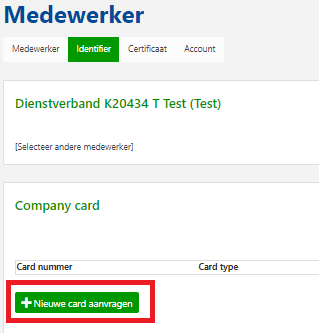 Medewerker
Medewerker Identifier Certificaat Account
Dienstverband K20434 T Test (Test)
[Selecteer andere medewerker]
Company card
Card nummer Card type
Nieuwe card aanvragen